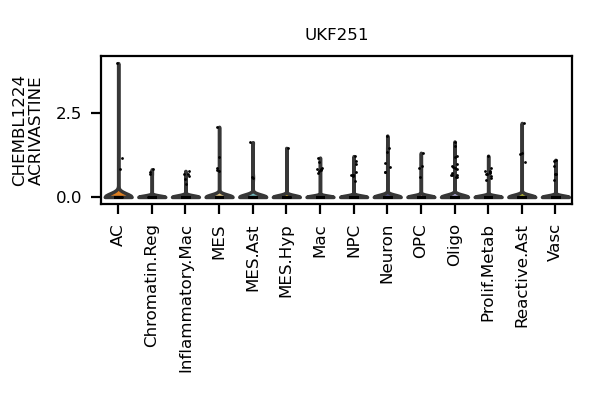 UKF251
CHEMBL1224
ACRIVASTINE
2.5
0.0
AC
Chromatin.Reg
Inflammatory.Mac
MES
MES.Ast
MES.Hyp
Mac
NPC
Neuron
OPC
Oligo
Prolif.Metab
Reactive.Ast
Vasc